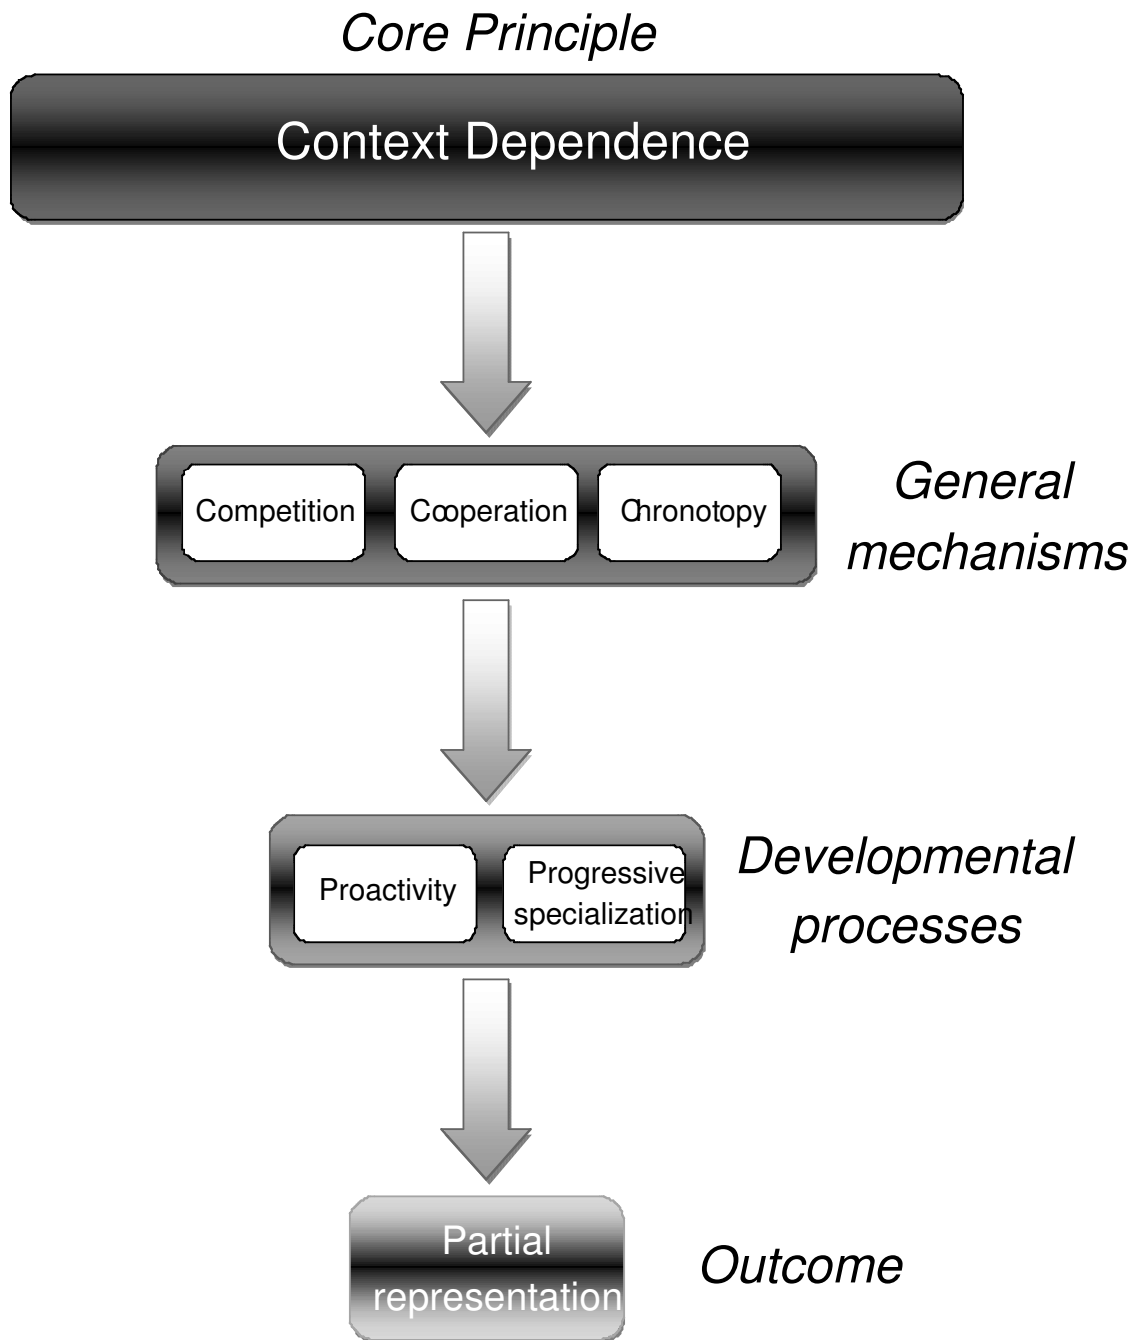 Core Principle
Context Dependence
Competition
Cooperation
Chronotopy
General
mechanisms
Proactivity
Progressive
specialization
Developmental
processes
Partial
representation
Outcome